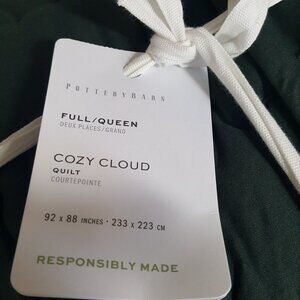 POTTERYBARN
FULL/QUEEN
DEUX PLACES/GRAND
COZY CLOUD
QUILT
COURTEPOINTE
92 x 88 INCHES · 233 x 223 CM
RESPONSIBLY MADE